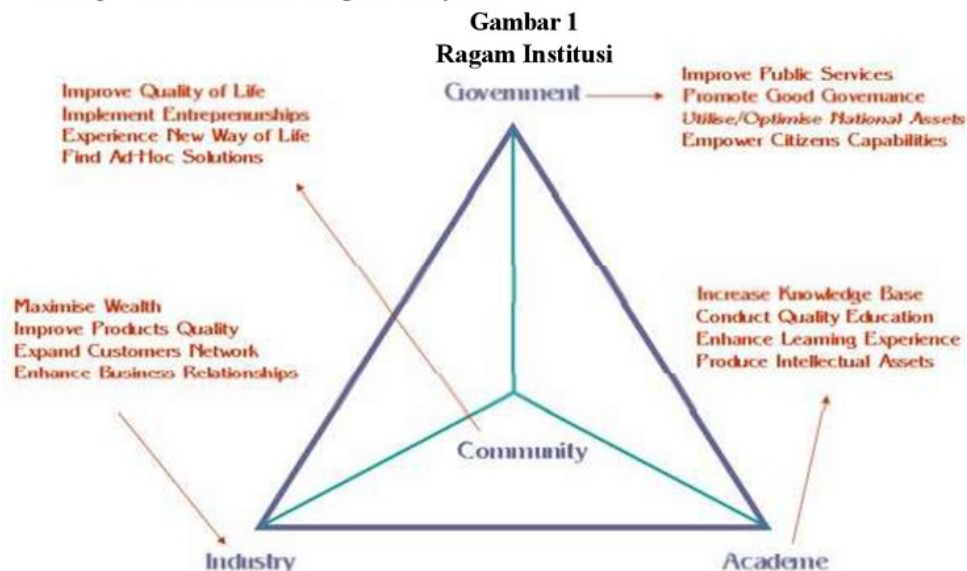 Gambar 1
Ragam Institusi
Government
Improve Public Services
Promote Good Governance
Utilise/Optimise National Assets
Empower Citizens Capabilities
Improve Quality of Life
Implement Entreprenurships
Experience New Way of Life
Find Ad-Hoc Solutions
Maximise Wealth
Improve Products Quality
Expand Customers Network
Enhance Business Relationships
Increase Knowledge Base
Conduct Quality Education
Enhance Learning Experience
Produce Intellectual Assets
Community
Industry
Academe